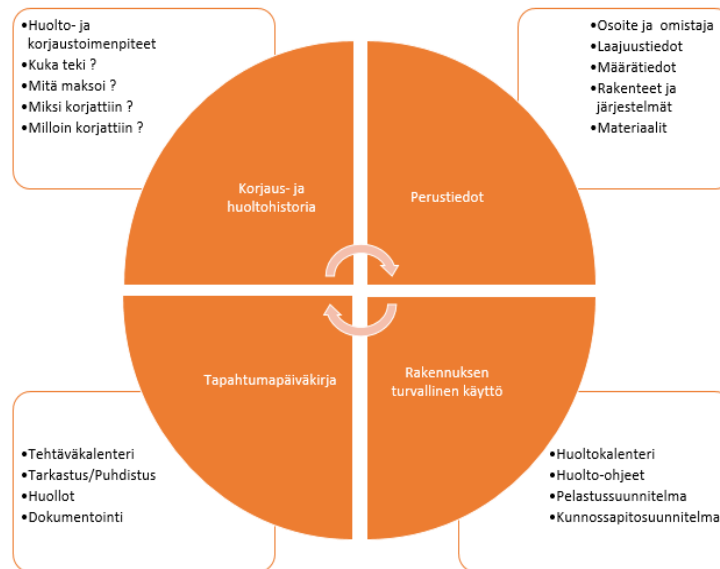 •Huolto- ja
korjaustoimenpiteet
•Kuka teki ?
•Mitä maksoi ?
•Miksi korjattiin ?
•Milloin korjattiin ?
•Osoite ja omistaja
•Laajuustiedot
•Määrätiedot
•Rakenteet ja
järjestelmät
•Materiaalit
Korjaus- ja
huoltohistoria
Perustiedot
Tapahtumapäiväkirja
Rakennuksen
turvallinen käyttö
•Tehtäväkalenteri
•Tarkastus/Puhdistus
•Huollot
•Dokumentointi
•Huoltokalenteri
•Huolto-ohjeet
•Pelastussuunnitelma
•Kunnossapitosuunnitelma